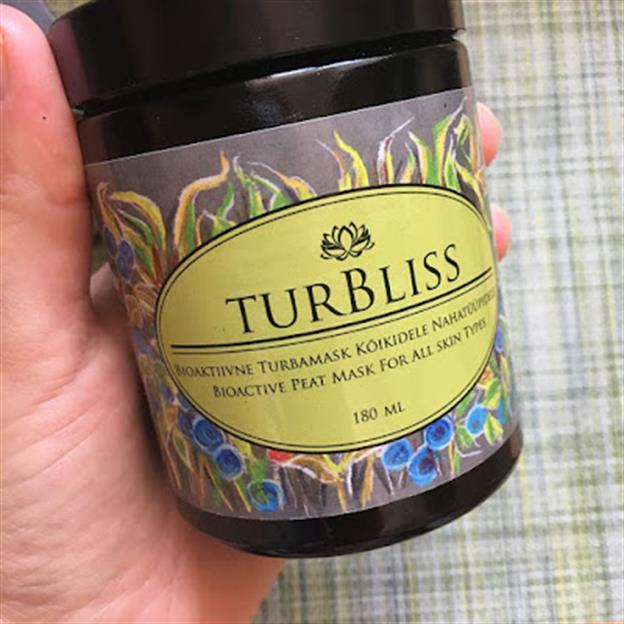 TURBLISS
BIOAKTIIVNE TURBAMASK KÕIKIDELE NAHATÜÜPIDELE
BIOACTIVE PEAT MASK FOR ALL SKIN TYPES
180 ML